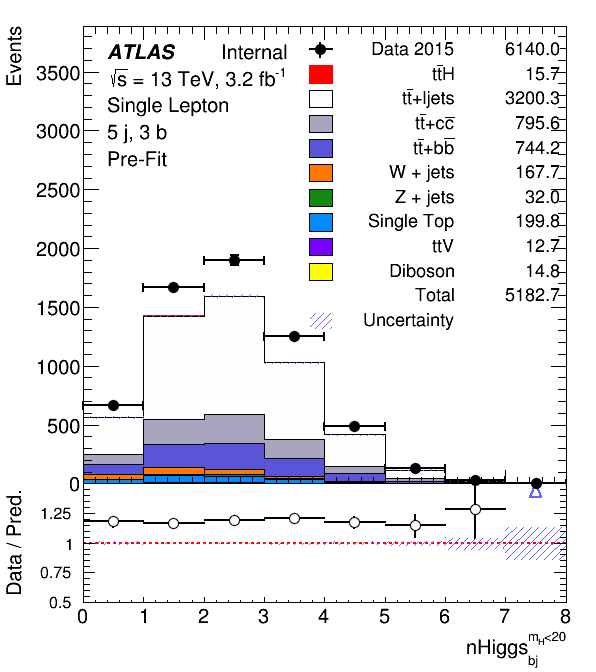 Events
3500
3000
2500
2000
1500
1000
500
0
ATLAS Internal
√s = 13 TeV, 3.2 fb⁻¹
Single Lepton
5 j, 3 b
Pre-Fit
Data 2015 6140.0
tt̄H 15.7
tt̄+ljets 3200.3
tt̄+cc̄ 795.6
tt̄+bb̄ 744.2
W + jets 167.7
Z + jets 32.0
Single Top 199.8
ttV 12.7
Diboson 14.8
Total 5182.7
Uncertainty
Data / Pred.
1.25
1
0.75
0.5
0 1 2 3 4 5 6 7 8
nHiggs_bj^{m_H<20}